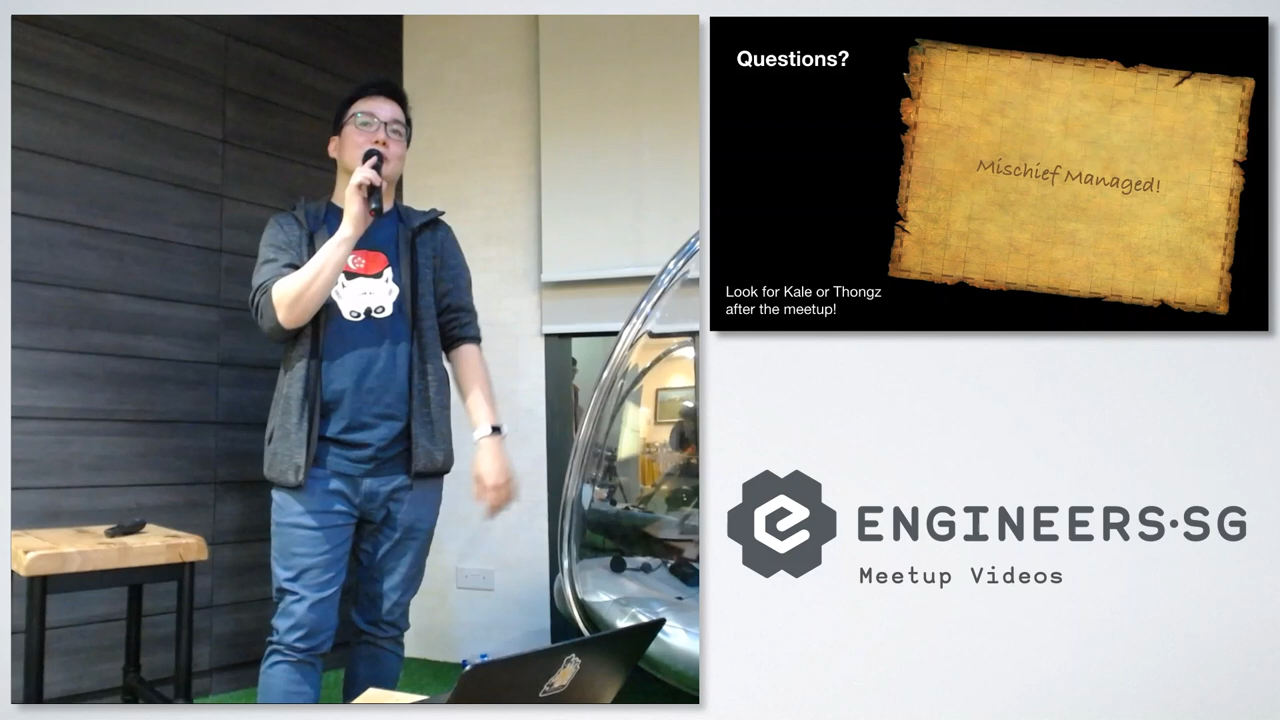 Questions?
Mischief Managed!
Look for Kale or Thongz
after the meetup!
ENGINEERS·SG
Meetup Videos